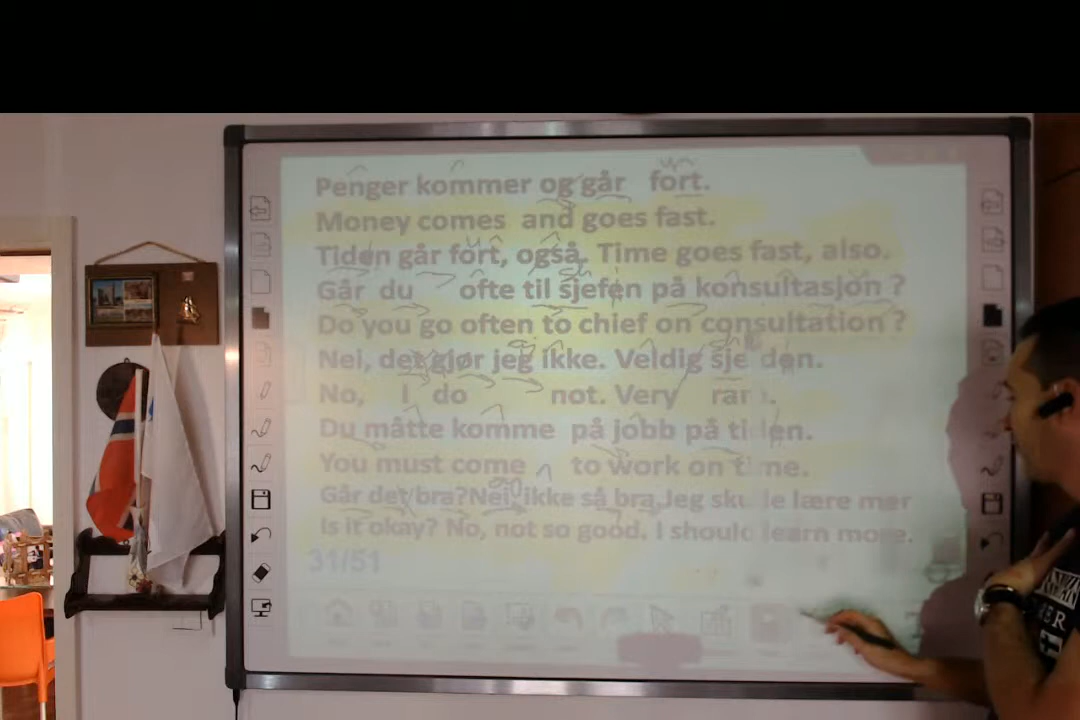 Penger kommer og går fort.
Money comes and goes fast.
Tiden går fort, også. Time goes fast, also.
Går du ofte til sjefen på konsultasjon ?
Do you go often to chief on consultation ?
Nei, det gjør jeg ikke. Veldig sjelden.
No, I do not. Very
Du måtte komme på jobb på tiden.
You must come to work on time.
Går det bra? Nei, ikke så bra. Jeg skulle lære mer
Is it okay? No, not so good. I should learn more.
31/51